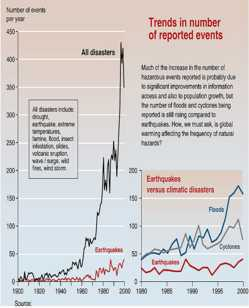 Number of events
per year
Trends in number
of reported events
450
400
350
300
250
200
150
100
50
0
All disasters
All disasters include:
drought,
earthquake, extreme
temperatures,
famine, flood, insect
infestation, slides,
volcanic eruption,
wave / surge, wild
fires, wind storm.
Earthquakes
1900 1920 1940 1960 1980 2000
Much of the increase in the number of
hazardous events reported is probably due
to significant improvements in information
access and also to population growth, but
the number of floods and cyclones being
reported is still rising compared to
earthquakes. How, we must ask, is global
warming affecting the frequency of natural
hazards?
Earthquakes
versus climatic disasters
200
150
100
50
0
Floods
Cyclones
Earthquakes
1980 1985 1990 1995 2000
Source: